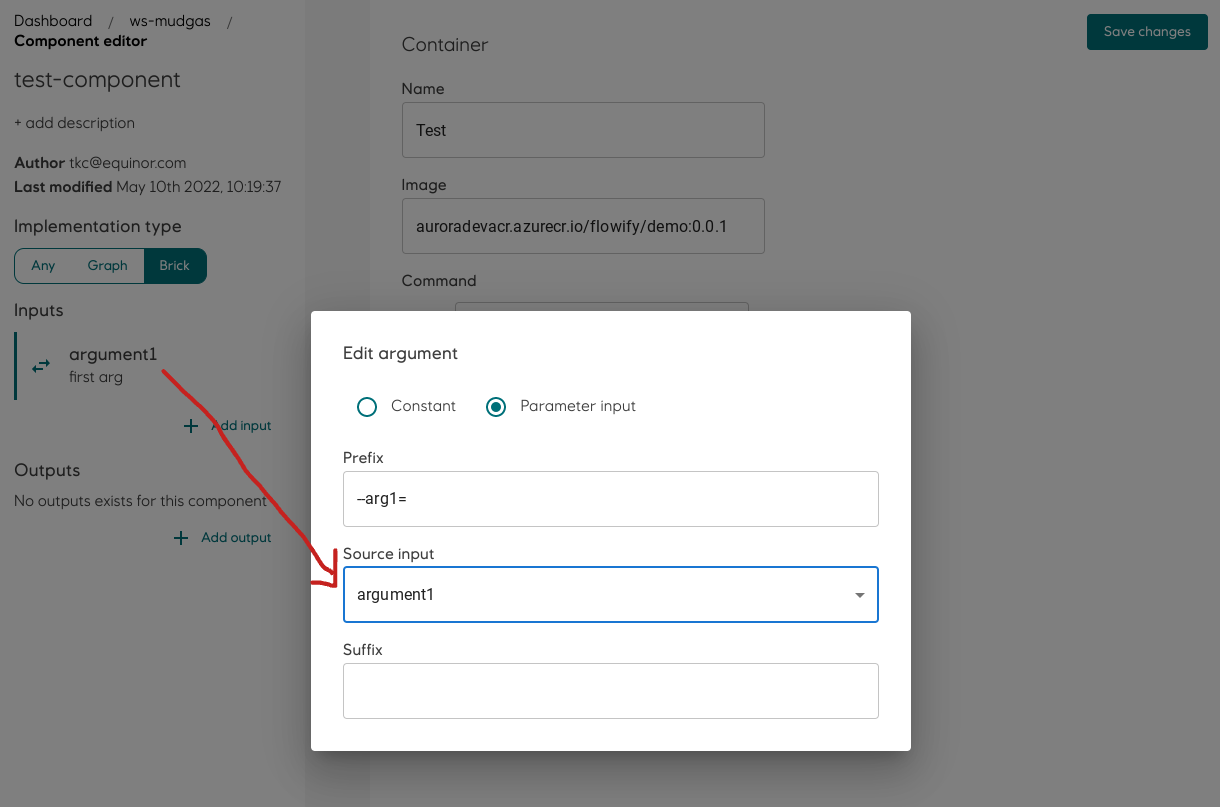 Dashboard / ws-mudgas /
Component editor
test-component
+ add description
Author tkc@equinor.com
Last modified May 10th 2022, 10:19:37
Implementation type
Any Graph Brick
Inputs
argument1
first arg
+ Add input
Outputs
No outputs exists for this component
+ Add output
Container
Save changes
Name
Test
Image
auroradevacr.azurecr.io/flowify/demo:0.0.1
Command
Edit argument
Constant Parameter input
Prefix
--arg1=
Source input
argument1
Suffix